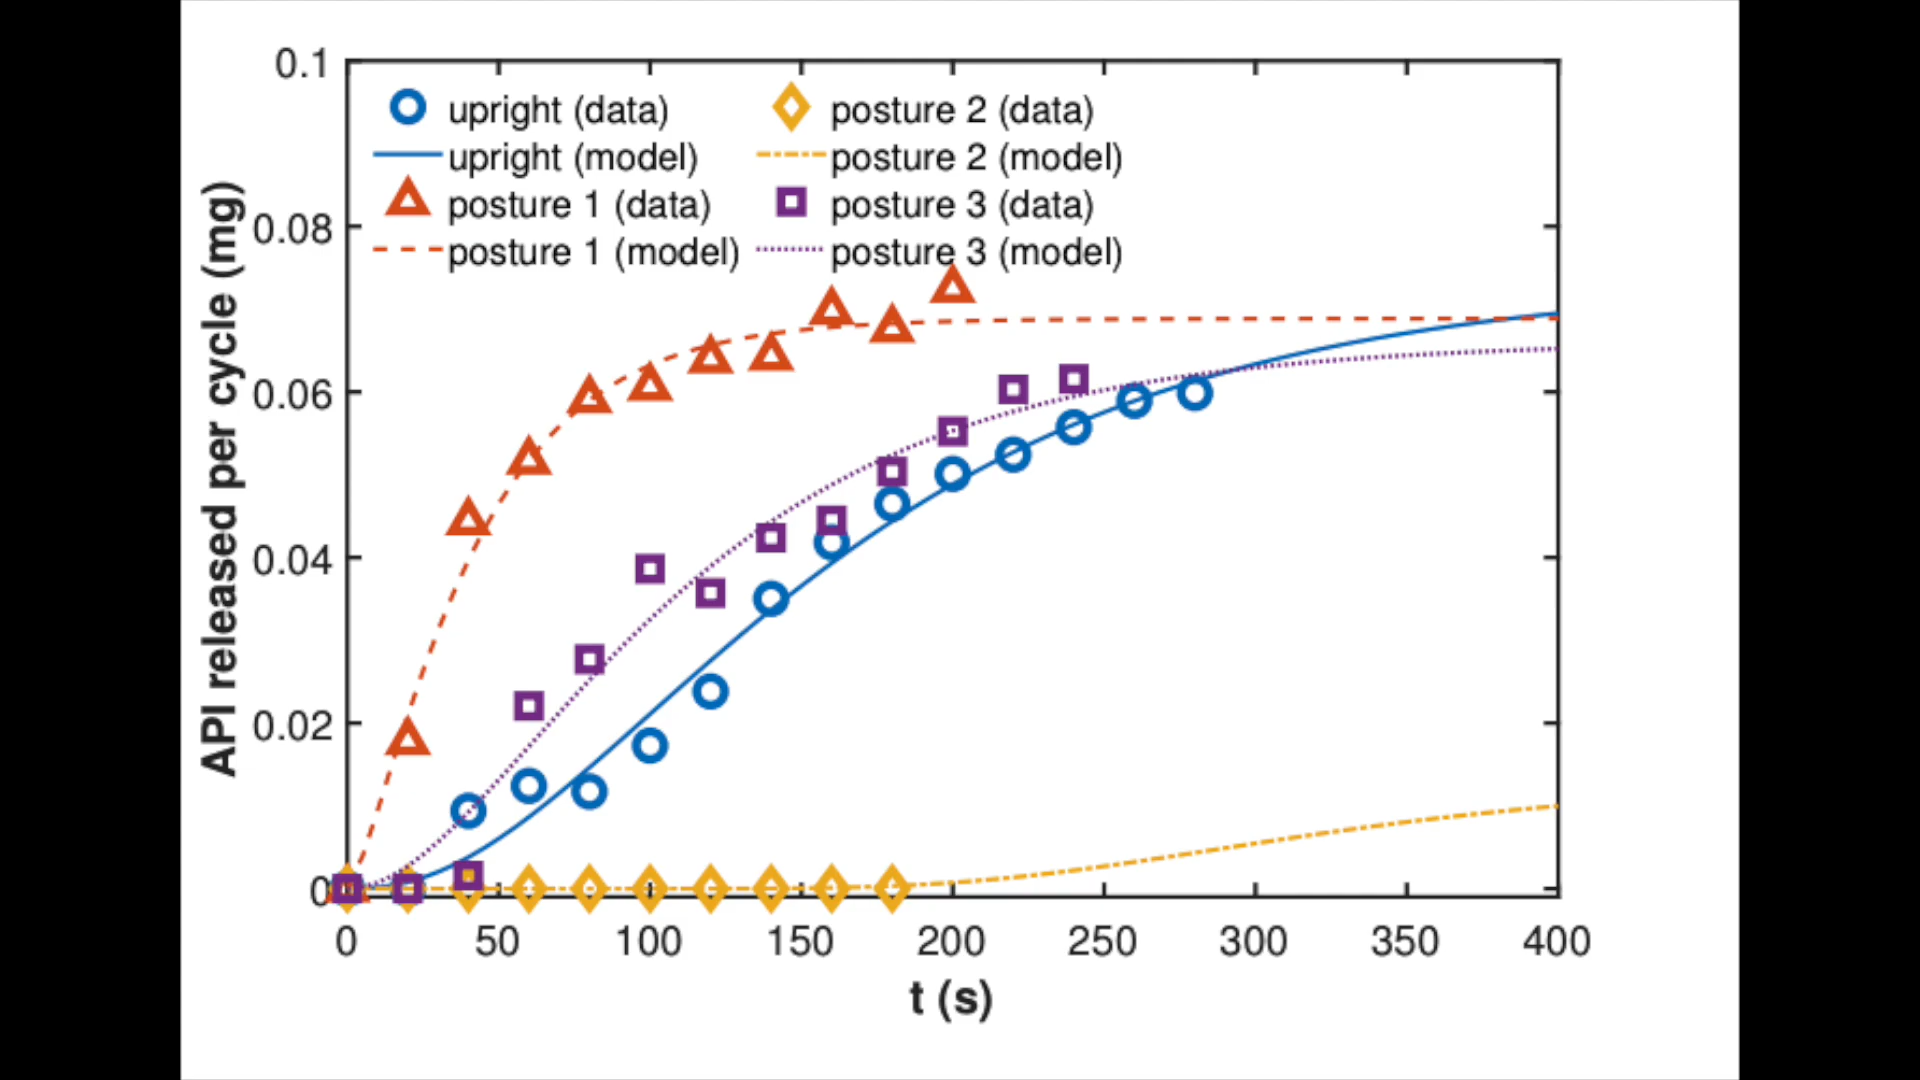 0.1
0.08
0.06
0.04
0.02
0
API released per cycle (mg)
upright (data)
upright (model)
posture 1 (data)
posture 1 (model)
posture 2 (data)
posture 2 (model)
posture 3 (data)
posture 3 (model)
0 50 100 150 200 250 300 350 400
t (s)